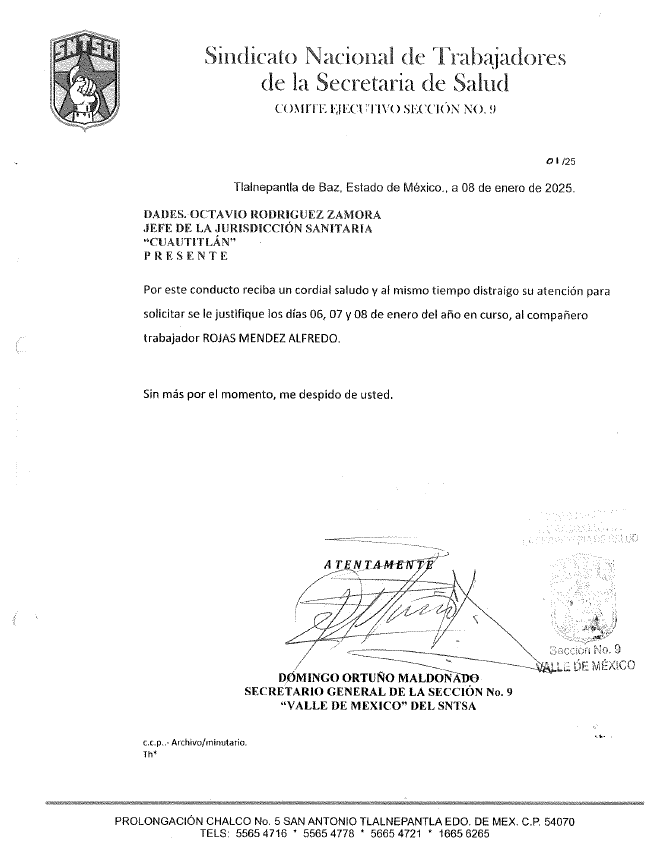 SNTSA
Sindicato Nacional de Trabajadores
de la Secretaria de Salud
COMITE EJECUTIVO SECCIÓN NO. 9
01/25
Tlalnepantla de Baz, Estado de México., a 08 de enero de 2025.
DADES. OCTAVIO RODRIGUEZ ZAMORA
JEFE DE LA JURISDICCIÓN SANITARIA
“CUAUTITLÁN”
P R E S E N T E
Por este conducto reciba un cordial saludo y al mismo tiempo distraigo su atención para
solicitar se le justifique los días 06, 07 y 08 de enero del año en curso, al compañero
trabajador ROJAS MENDEZ ALFREDO.
Sin más por el momento, me despido de usted.
ATENTAMENTE
DE SALUD
Sección No. 9
VALLE DE MÉXICO
DOMINGO ORTUÑO MALDONADO
SECRETARIO GENERAL DE LA SECCIÓN No. 9
“VALLE DE MEXICO” DEL SNTSA
c.c.p..- Archivo/minutario.
Th*
PROLONGACIÓN CHALCO No. 5 SAN ANTONIO TLALNEPANTLA EDO. DE MEX. C.P. 54070
TELS: 5565 4716 * 5565 4778 * 5665 4721 * 1665 6265